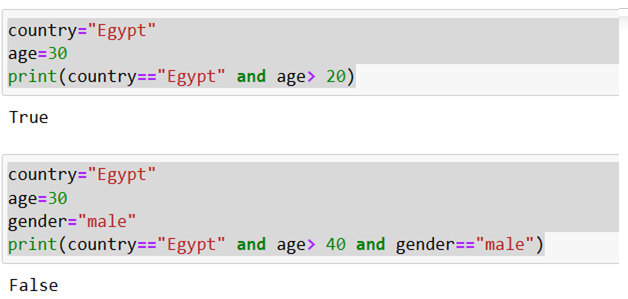 country="Egypt"
age=30
print(country=="Egypt" and age> 20)
True
country="Egypt"
age=30
gender="male"
print(country=="Egypt" and age> 40 and gender=="male")
False